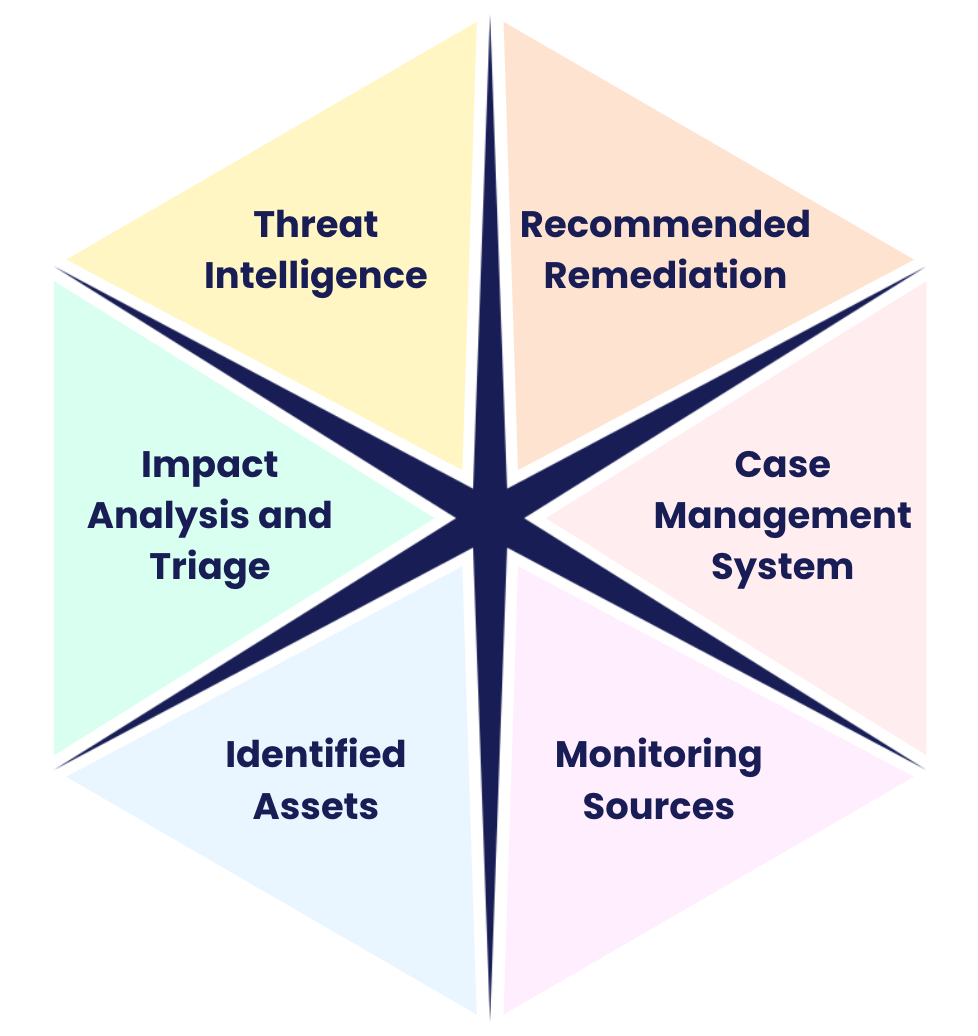 Threat
Intelligence
Recommended
Remediation
Impact
Analysis and
Triage
Case
Management
System
Identified
Assets
Monitoring
Sources